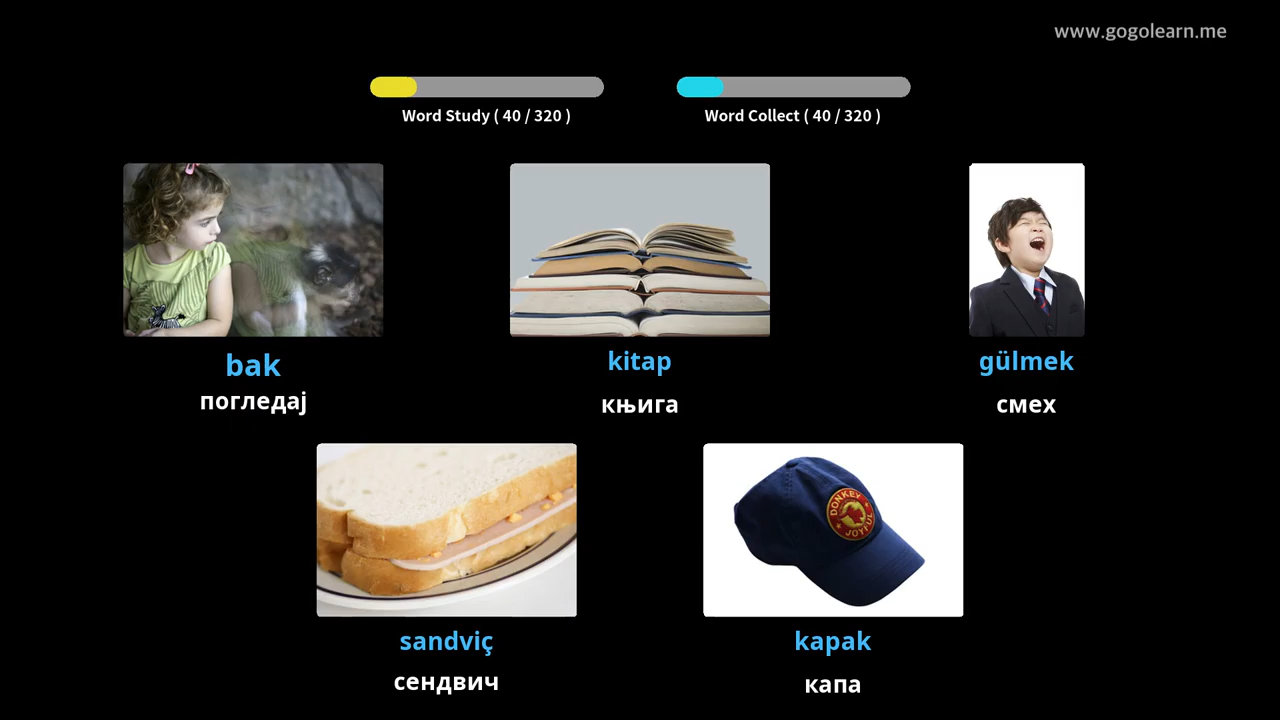 www.gogolearn.me
Word Study ( 40 / 320 )
Word Collect ( 40 / 320 )
bak
погледај
kitap
књига
gülmek
смех
sandviç
сендвич
kapak
капа
DONKEY
JOYFUL